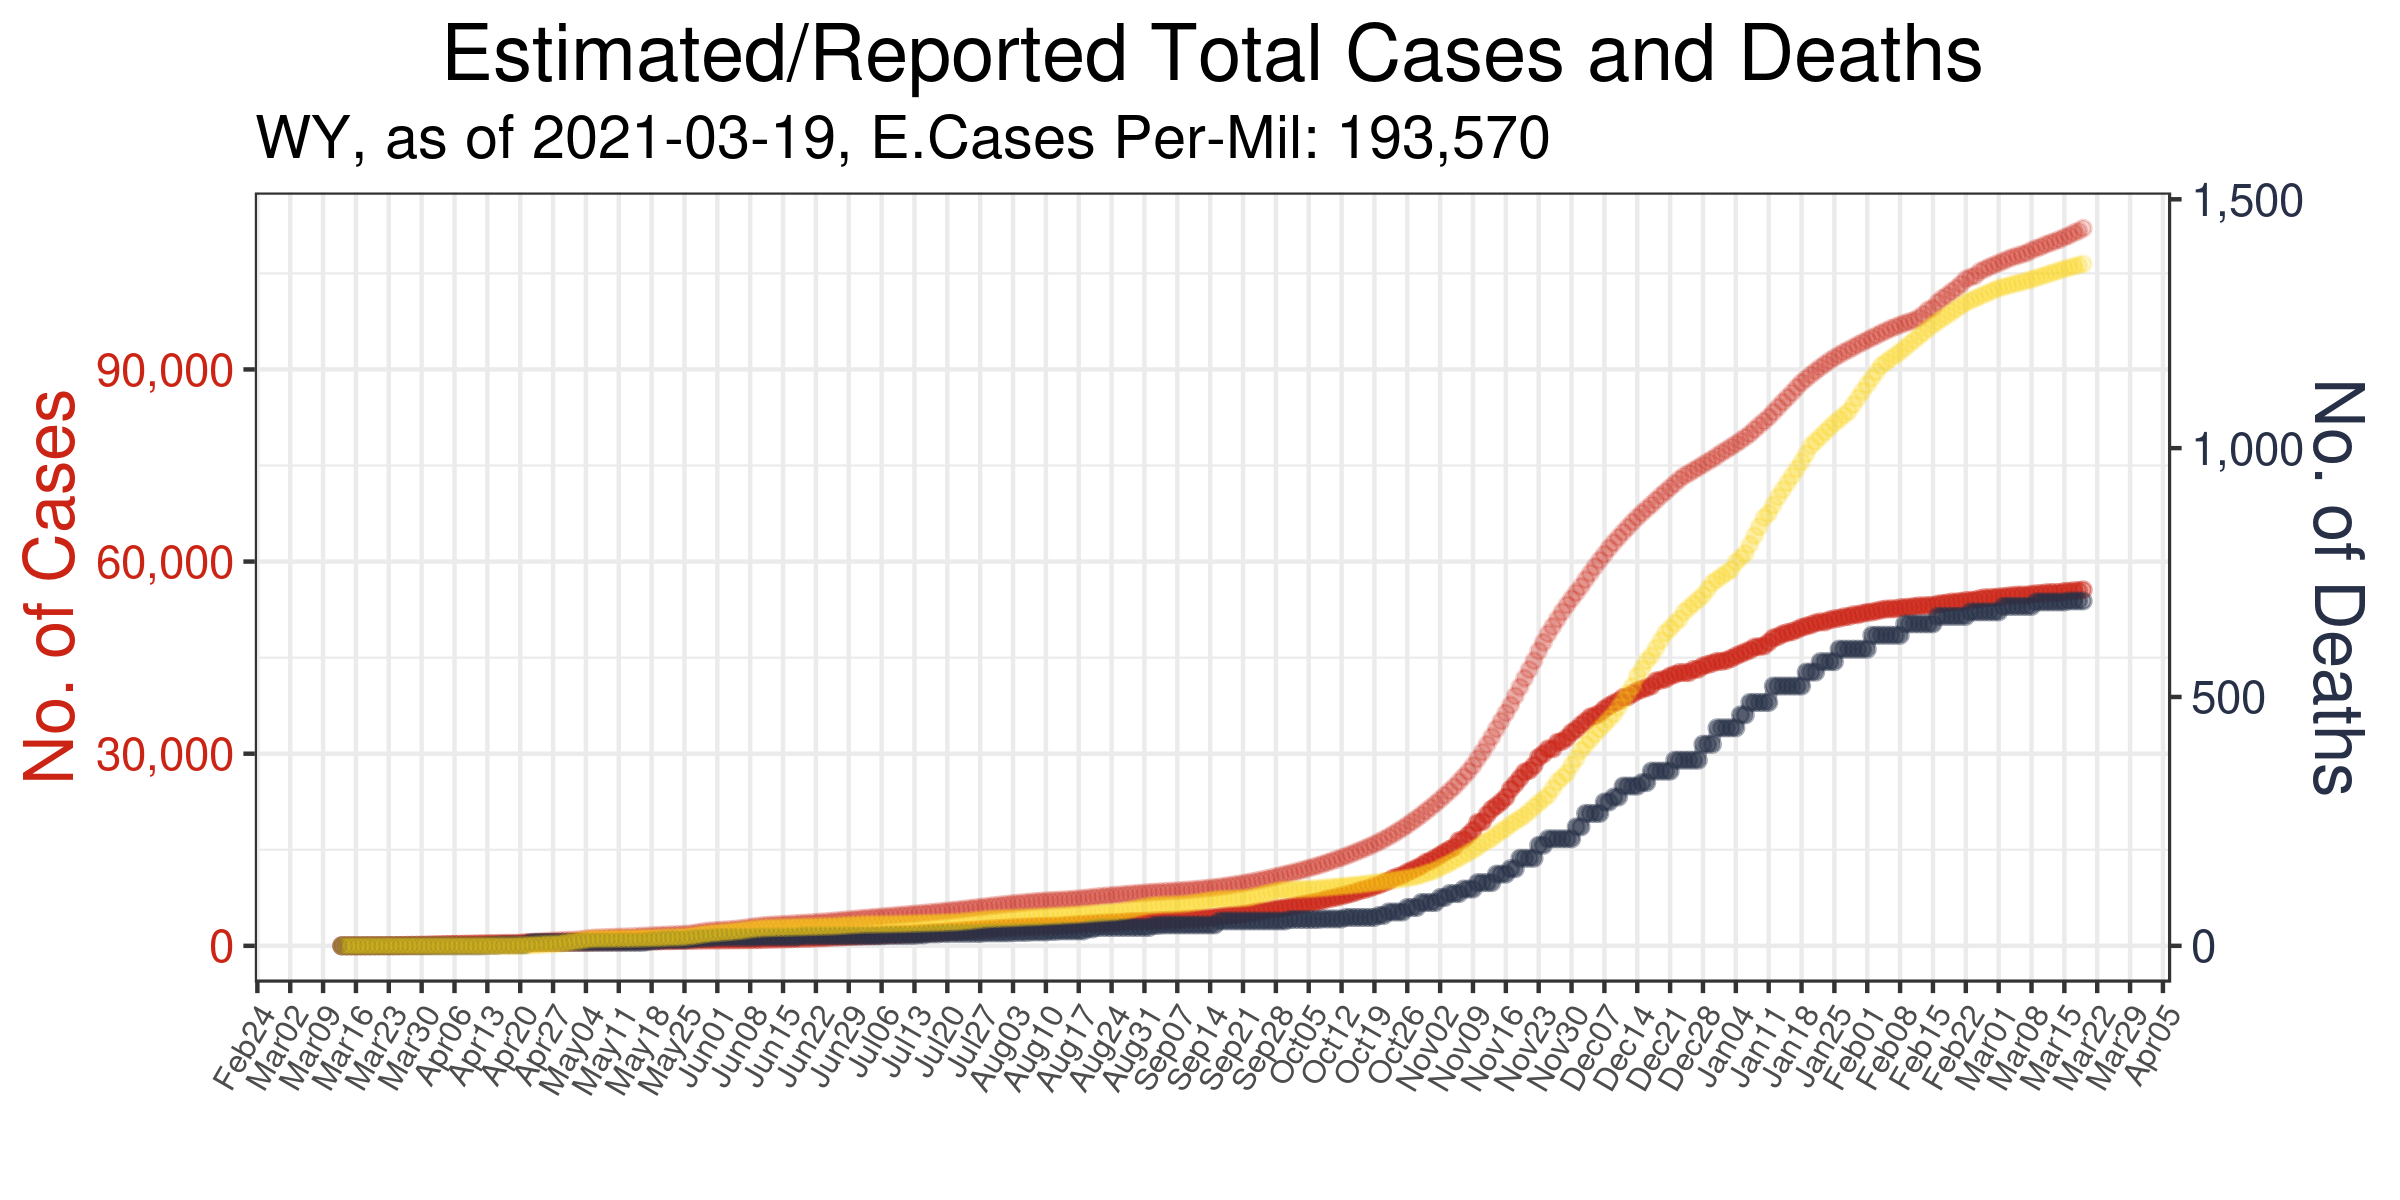 Estimated/Reported Total Cases and Deaths
WY, as of 2021-03-19, E.Cases Per-Mil: 193,570
No. of Cases
90,000
60,000
30,000
0
1,500
1,000
500
0
No. of Deaths
Feb24
Mar02
Mar09
Mar16
Mar23
Mar30
Apr06
Apr13
Apr20
Apr27
May04
May11
May18
May25
Jun01
Jun08
Jun15
Jun22
Jun29
Jul06
Jul13
Jul20
Jul27
Aug03
Aug10
Aug17
Aug24
Aug31
Sep07
Sep14
Sep21
Sep28
Oct05
Oct12
Oct19
Oct26
Nov02
Nov09
Nov16
Nov23
Nov30
Dec07
Dec14
Dec21
Dec28
Jan04
Jan11
Jan18
Jan25
Feb01
Feb08
Feb15
Feb22
Mar01
Mar08
Mar15
Mar22
Mar29
Apr05